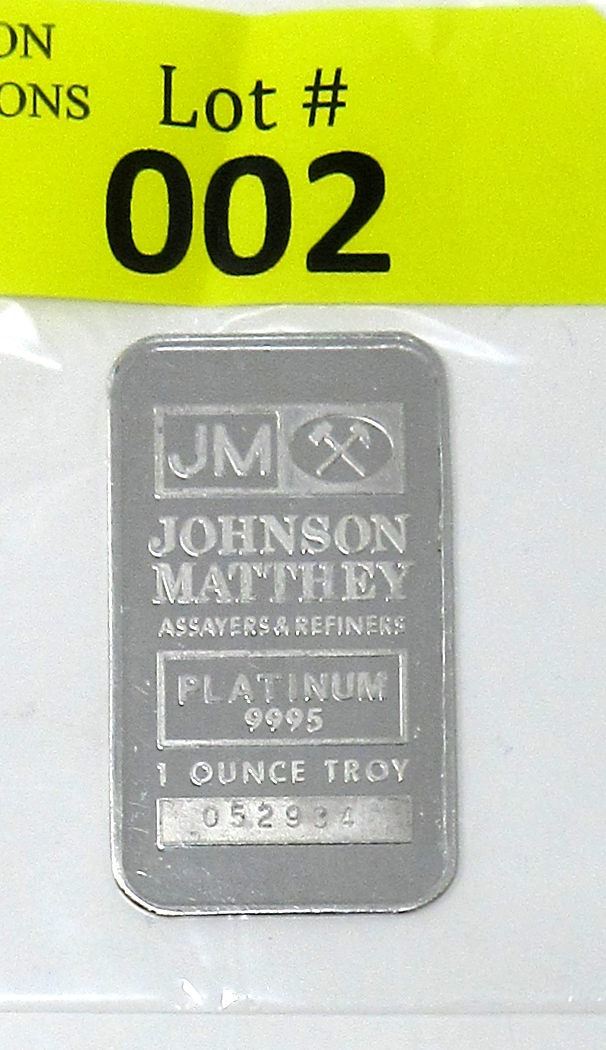 ON
ONS
Lot #
002
JM
JOHNSON
MATTHEY
ASSAYERS & REFINERS
PLATINUM
9995
1 OUNCE TROY
052934